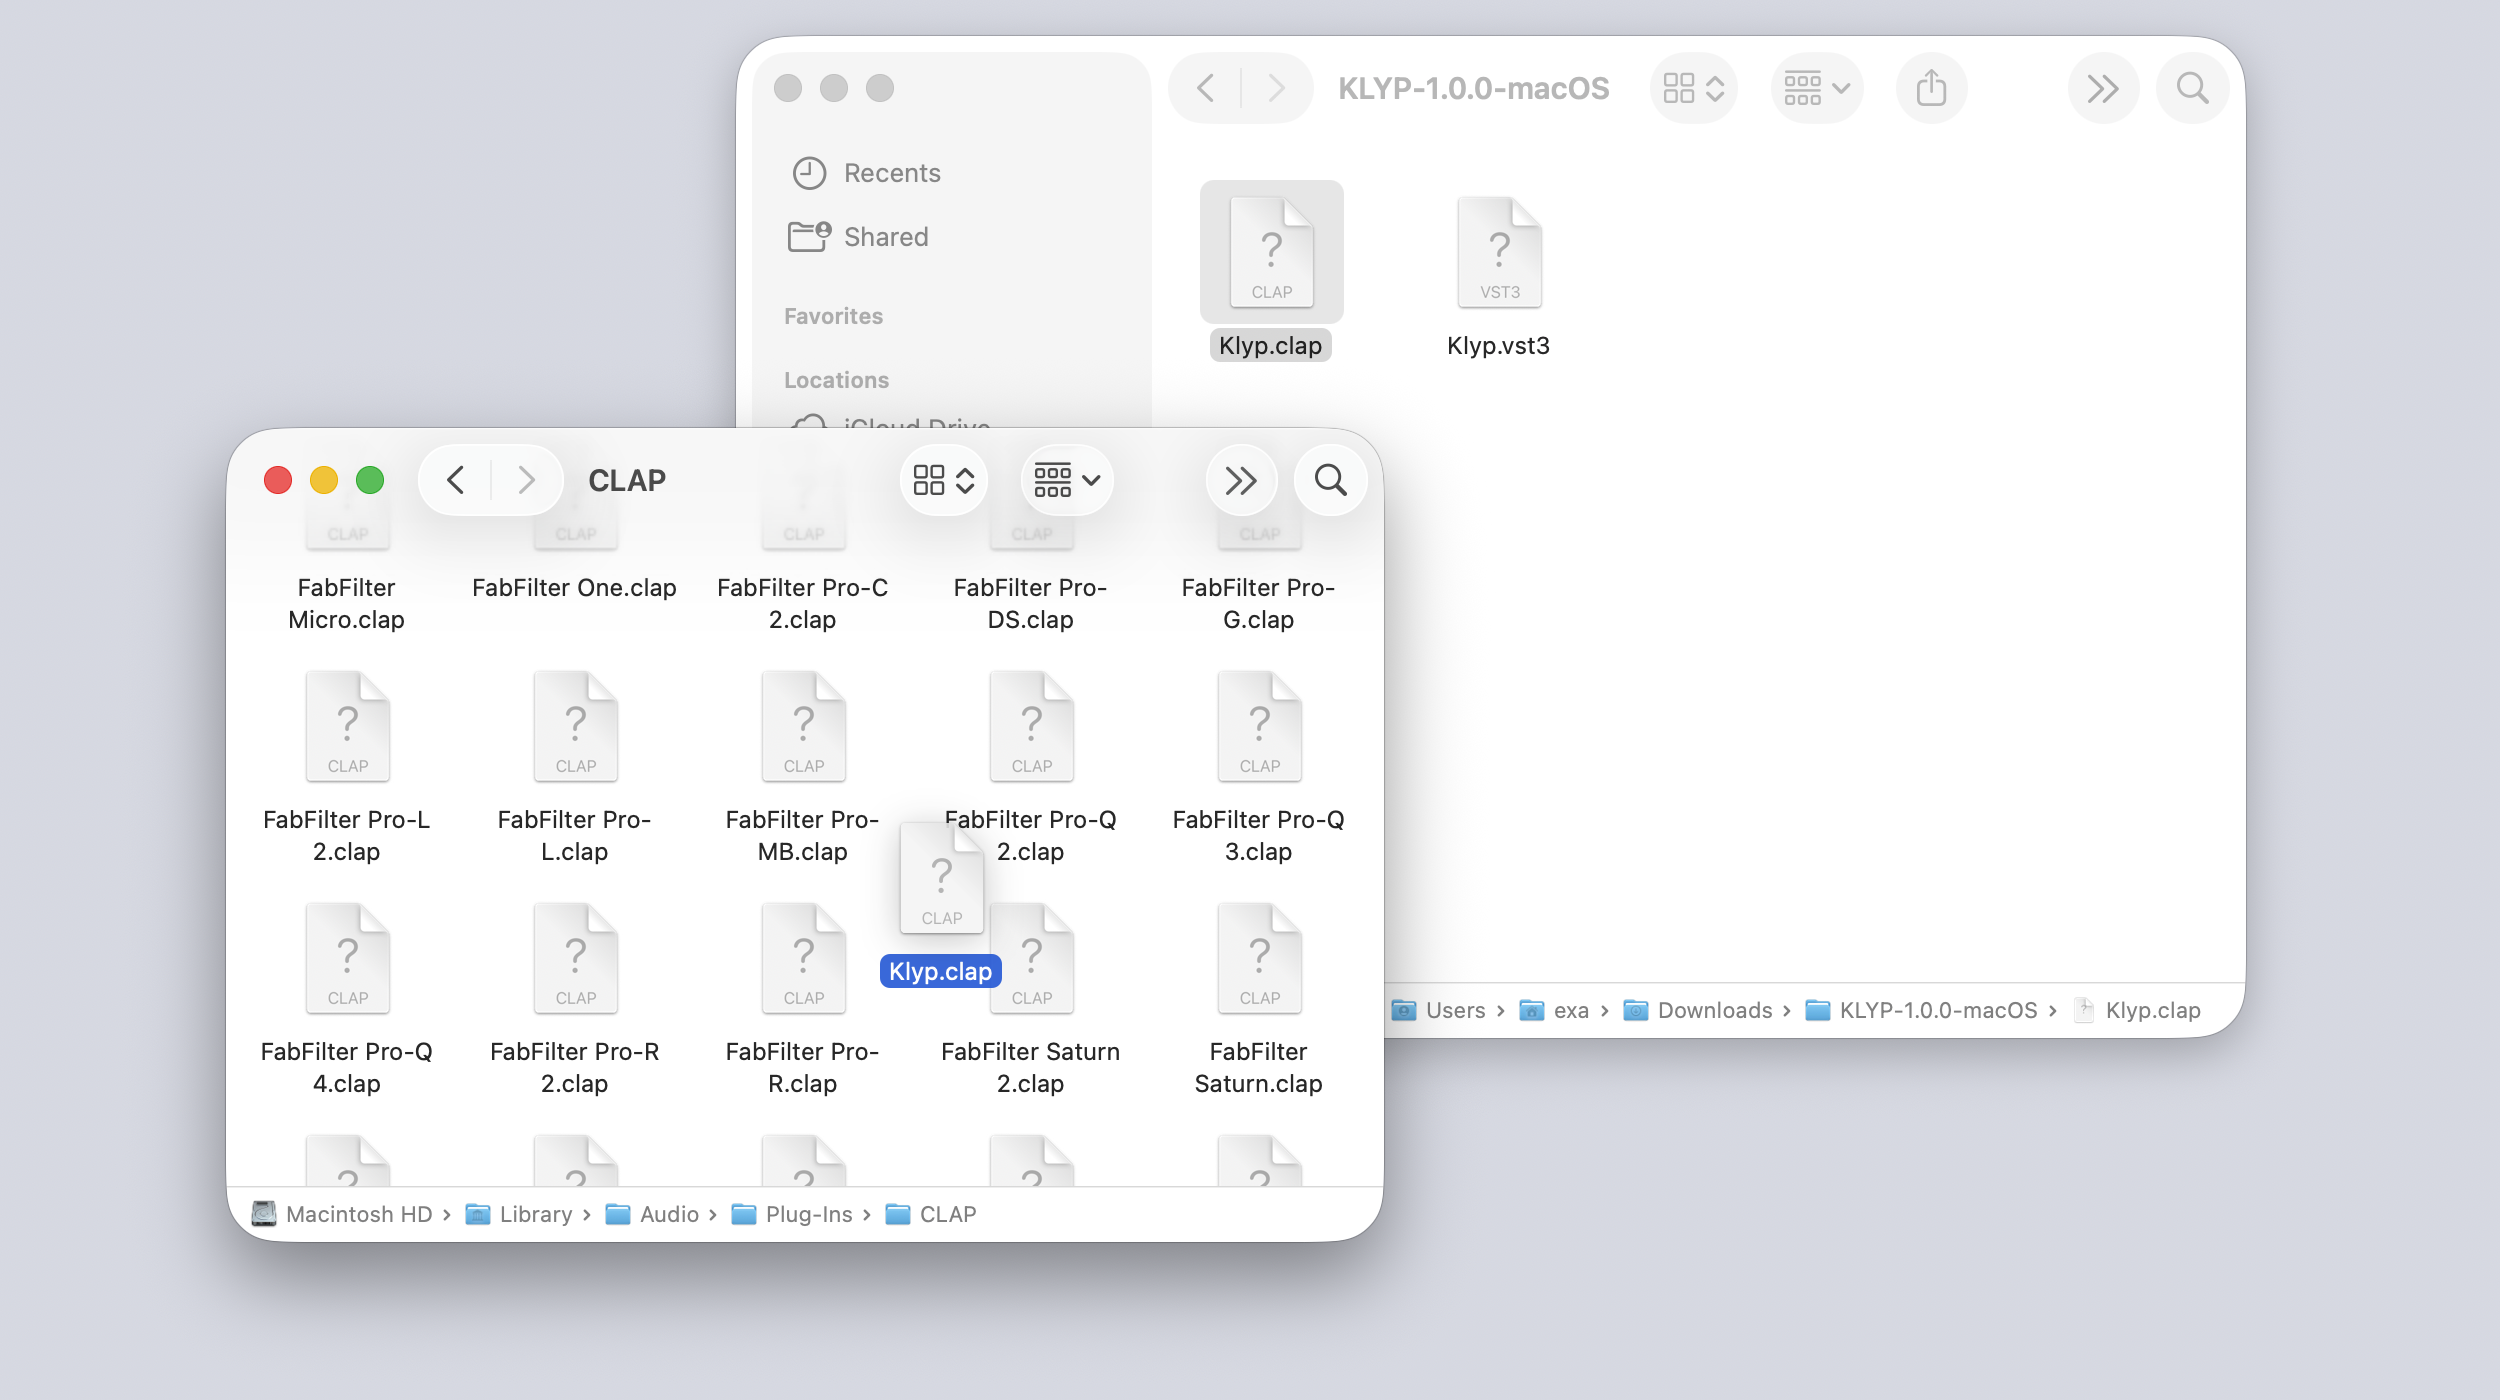 KLYP-1.0.0-macOS
Recents
Shared
Favorites
Locations
iCloud Drive
CLAP
Klyp.clap
VST3
Klyp.vst3
Users › exa › Downloads › KLYP-1.0.0-macOS › Klyp.clap
CLAP
CLAP CLAP CLAP CLAP CLAP
FabFilter Micro.clap
FabFilter One.clap
FabFilter Pro-C 2.clap
FabFilter Pro-DS.clap
FabFilter Pro-G.clap
CLAP CLAP CLAP CLAP CLAP
FabFilter Pro-L 2.clap
FabFilter Pro-L.clap
FabFilter Pro-MB.clap
FabFilter Pro-Q 2.clap
FabFilter Pro-Q 3.clap
CLAP
Klyp.clap
CLAP CLAP CLAP CLAP CLAP
FabFilter Pro-Q 4.clap
FabFilter Pro-R 2.clap
FabFilter Pro-R.clap
FabFilter Saturn 2.clap
FabFilter Saturn.clap
Macintosh HD › Library › Audio › Plug-Ins › CLAP